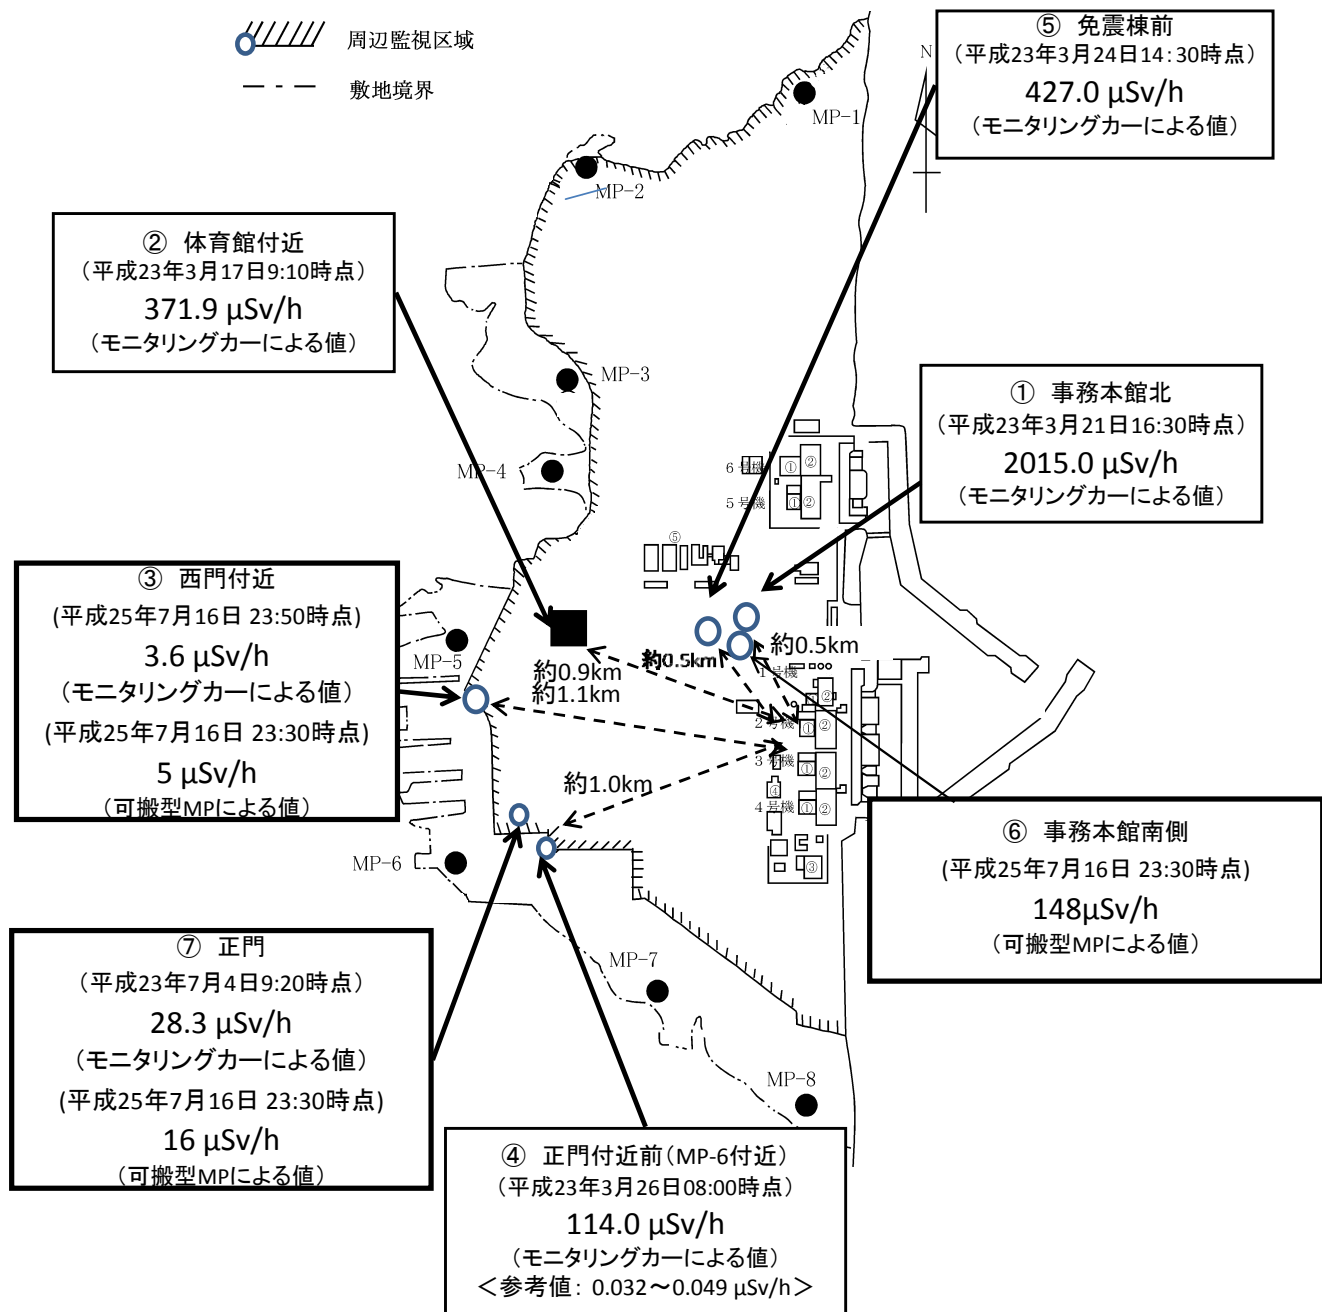 周辺監視区域
敷地境界
⑤ 免震棟前
(平成23年3月24日14:30時点)
427.0 μSv/h
(モニタリングカーによる値)
N
MP-1
MP-2
② 体育館付近
(平成23年3月17日9:10時点)
371.9 μSv/h
(モニタリングカーによる値)
MP-3
① 事務本館北
(平成23年3月21日16:30時点)
2015.0 μSv/h
(モニタリングカーによる値)
MP-4
6号機
①
②
5号機
①
②
⑤
③ 西門付近
(平成25年7月16日 23:50時点)
3.6 μSv/h
(モニタリングカーによる値)
(平成25年7月16日 23:30時点)
5 μSv/h
(可搬型MPによる値)
MP-5
約0.9km
約1.1km
約0.5km
約0.5km
1号機
②
2号機
①
②
3号機
①
②
約1.0km
④
4号機
①
②
③
MP-6
⑥ 事務本館南側
(平成25年7月16日 23:30時点)
148μSv/h
(可搬型MPによる値)
⑦ 正門
(平成23年7月4日9:20時点)
28.3 μSv/h
(モニタリングカーによる値)
(平成25年7月16日 23:30時点)
16 μSv/h
(可搬型MPによる値)
MP-7
MP-8
④ 正門付近前(MP-6付近)
(平成23年3月26日08:00時点)
114.0 μSv/h
(モニタリングカーによる値)
<参考値: 0.032～0.049 μSv/h>